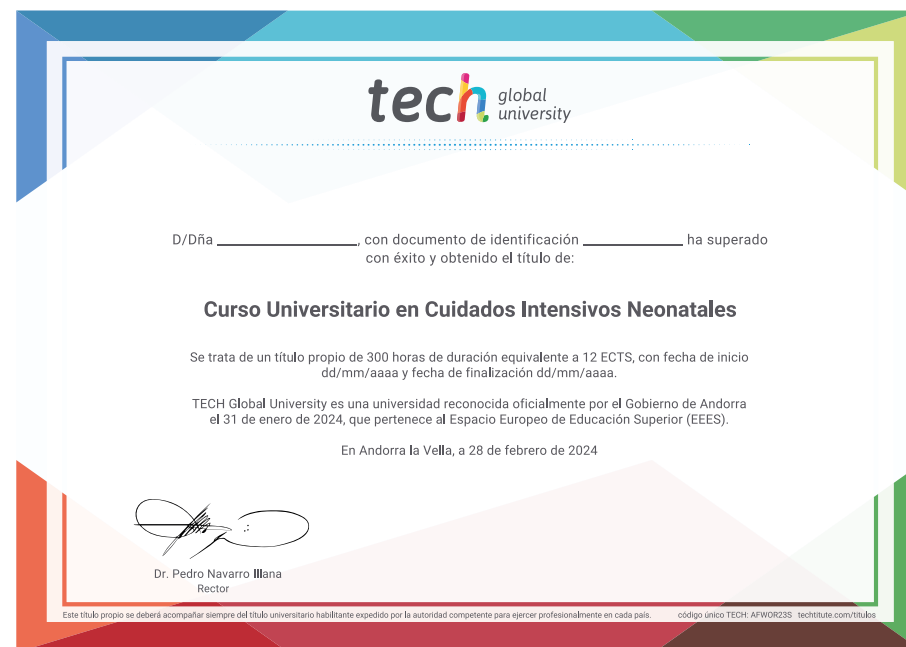 tech global university
D/Dña ____________________, con documento de identificación ______________ ha superado
con éxito y obtenido el título de:
Curso Universitario en Cuidados Intensivos Neonatales
Se trata de un título propio de 300 horas de duración equivalente a 12 ECTS, con fecha de inicio
dd/mm/aaaa y fecha de finalización dd/mm/aaaa.
TECH Global University es una universidad reconocida oficialmente por el Gobierno de Andorra
el 31 de enero de 2024, que pertenece al Espacio Europeo de Educación Superior (EEES).
En Andorra la Vella, a 28 de febrero de 2024
Dr. Pedro Navarro Illana
Rector
Este título propio se deberá acompañar siempre del título universitario habilitante expedido por la autoridad competente para ejercer profesionalmente en cada país. código único TECH: AFWOR23S techtitute.com/titulos